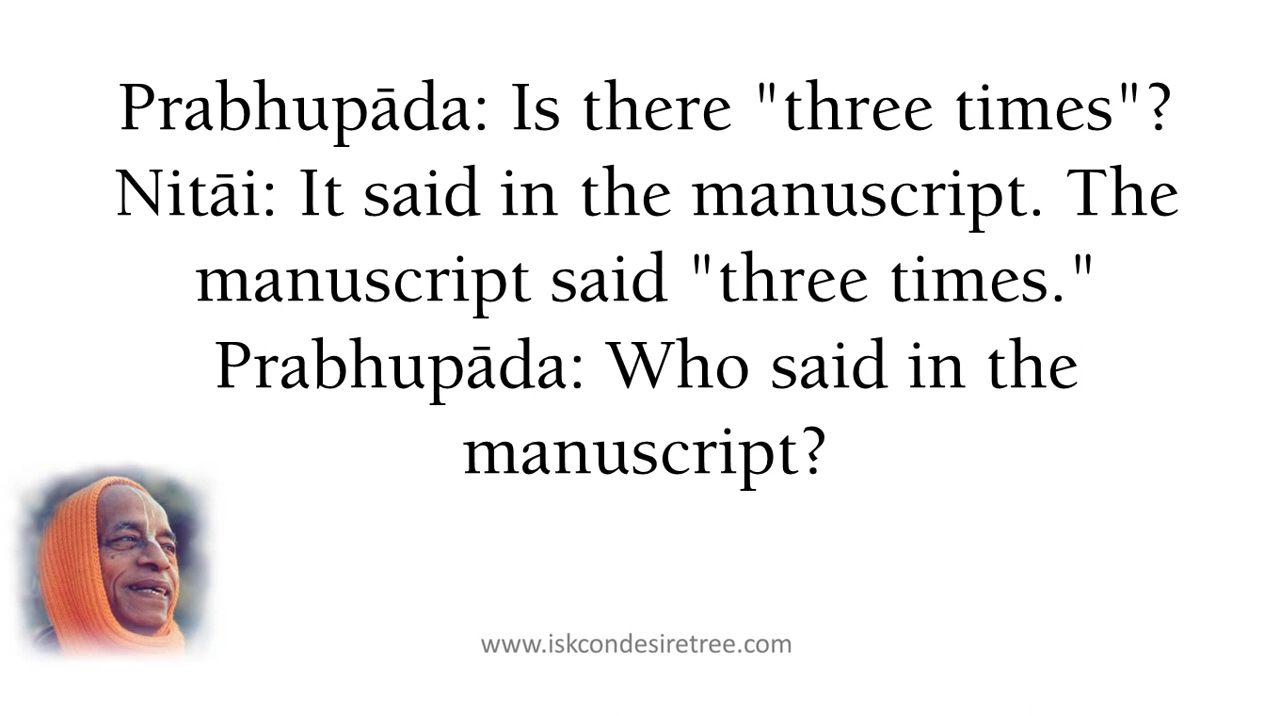 Prabhupāda: Is there "three times"?
Nitāi: It said in the manuscript. The
manuscript said "three times."
Prabhupāda: Who said in the
manuscript?
www.iskcondesiretree.com